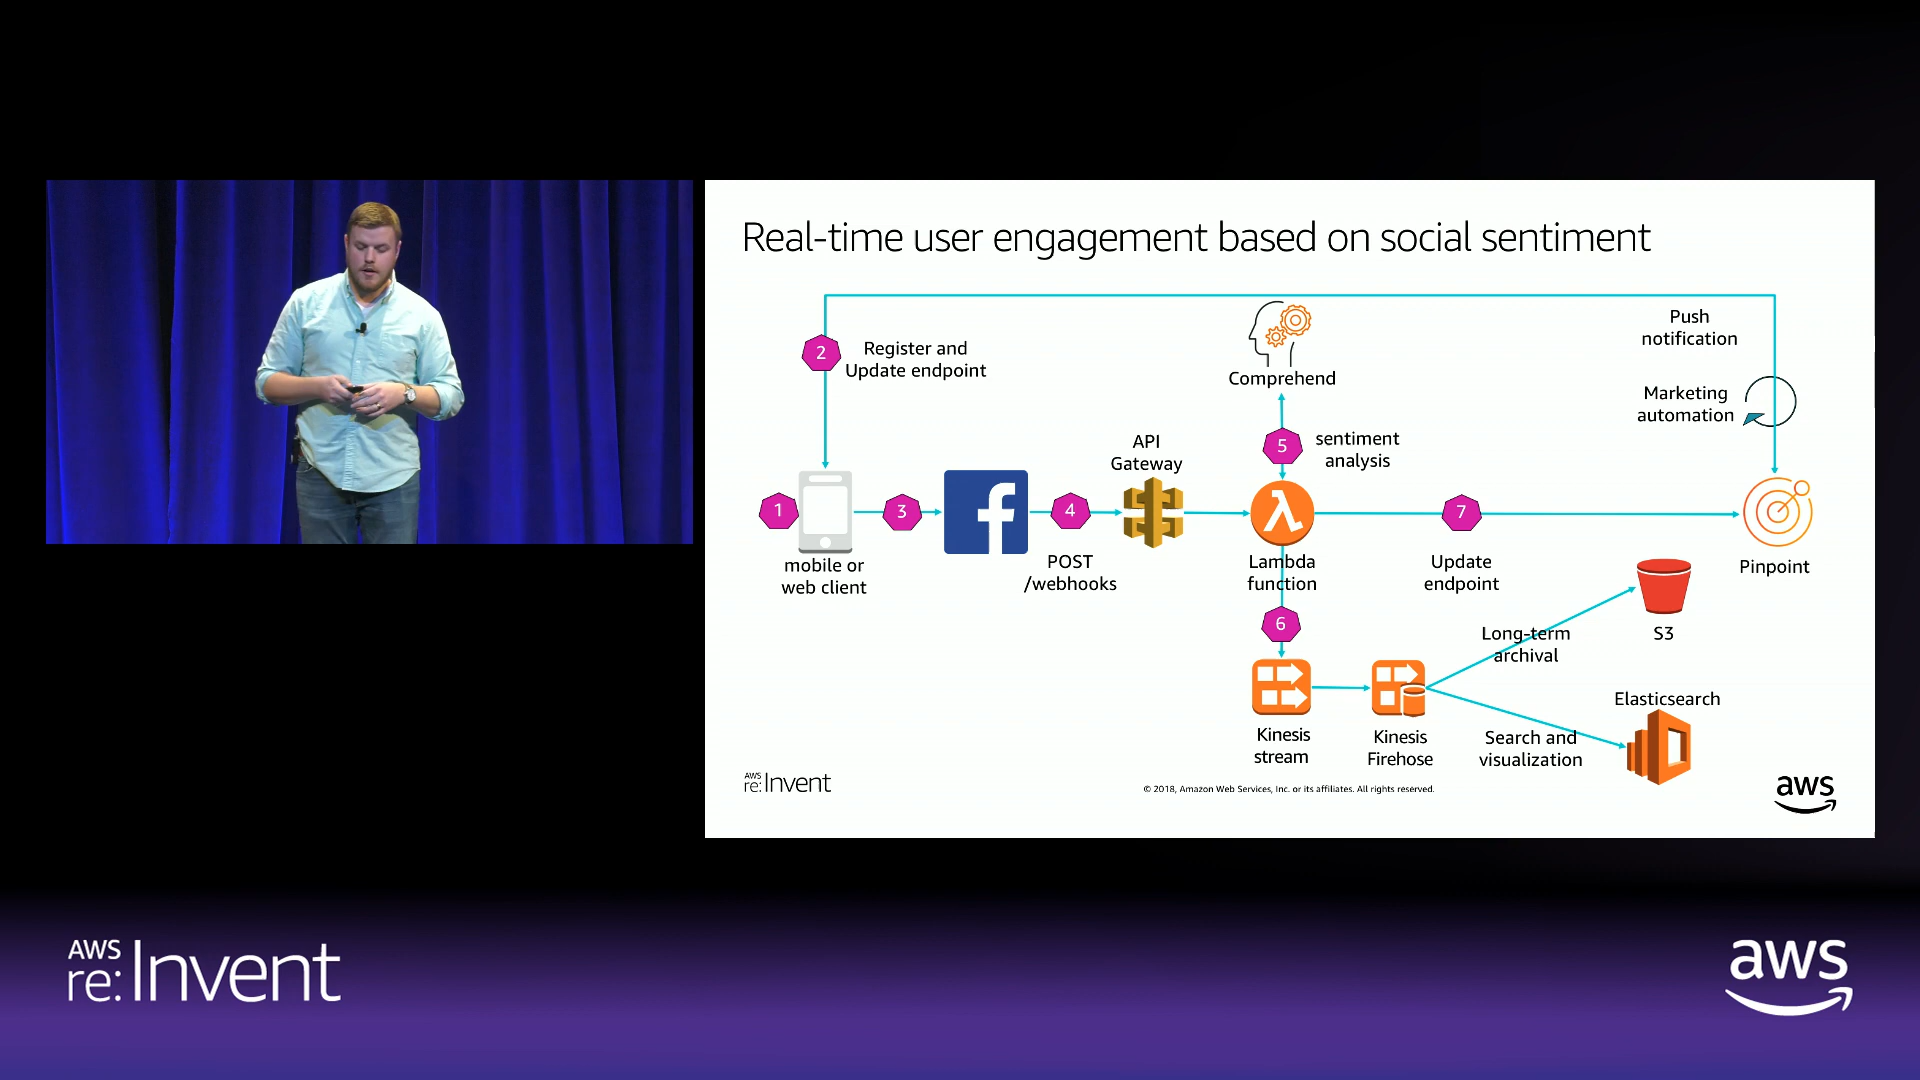 Real-time user engagement based on social sentiment
2
Register and
Update endpoint
Comprehend
Push
notification
Marketing
automation
API
Gateway
5
sentiment
analysis
1
3
f
4
λ
7
mobile or
web client
POST
/webhooks
Lambda
function
Update
endpoint
Pinpoint
6
Long-term
archival
S3
Kinesis
stream
Kinesis
Firehose
Search and
visualization
Elasticsearch
AWS
re:Invent
© 2018, Amazon Web Services, Inc. or its affiliates. All rights reserved.
aws
AWS
re:Invent
aws